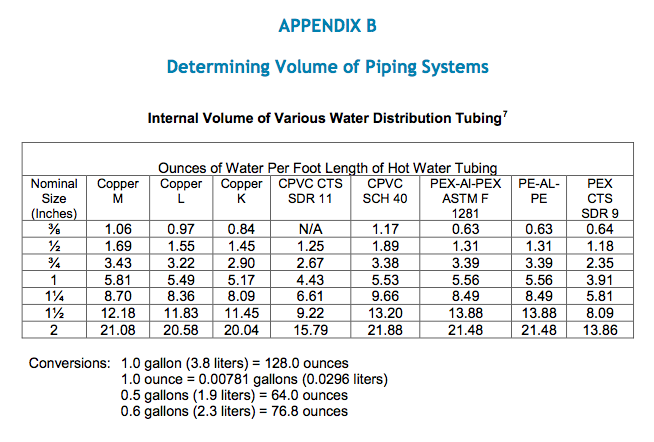 APPENDIX B
Determining Volume of Piping Systems
Internal Volume of Various Water Distribution Tubing⁷
Ounces of Water Per Foot Length of Hot Water Tubing
Nominal Size (Inches) Copper M Copper L Copper K CPVC CTS SDR 11 CPVC SCH 40 PEX-Al-PEX ASTM F 1281 PE-AL-PE PEX CTS SDR 9
⅜ 1.06 0.97 0.84 N/A 1.17 0.63 0.63 0.64
½ 1.69 1.55 1.45 1.25 1.89 1.31 1.31 1.18
¾ 3.43 3.22 2.90 2.67 3.38 3.39 3.39 2.35
1 5.81 5.49 5.17 4.43 5.53 5.56 5.56 3.91
1¼ 8.70 8.36 8.09 6.61 9.66 8.49 8.49 5.81
1½ 12.18 11.83 11.45 9.22 13.20 13.88 13.88 8.09
2 21.08 20.58 20.04 15.79 21.88 21.48 21.48 13.86
Conversions: 1.0 gallon (3.8 liters) = 128.0 ounces
1.0 ounce = 0.00781 gallons (0.0296 liters)
0.5 gallons (1.9 liters) = 64.0 ounces
0.6 gallons (2.3 liters) = 76.8 ounces